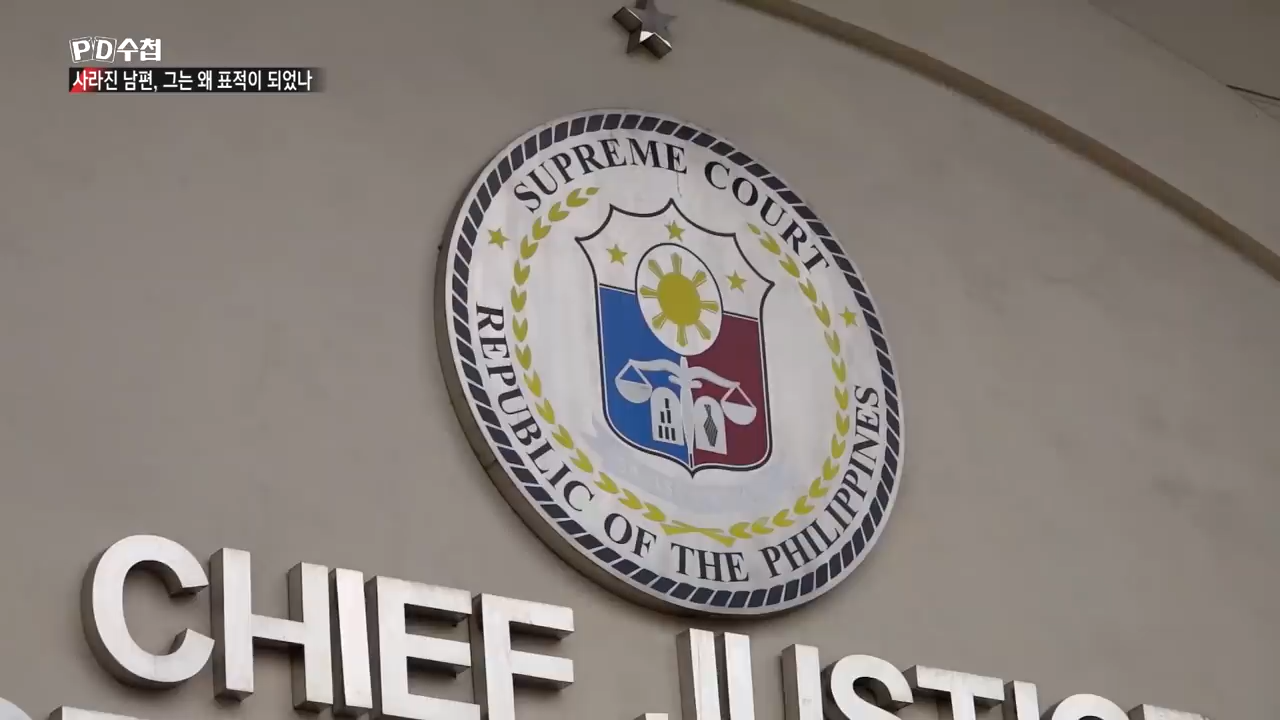 PD수첩
사라진 남편, 그는 왜 표적이 되었나
SUPREME COURT
REPUBLIC OF THE PHILIPPINES
CHIEF JUSTICE